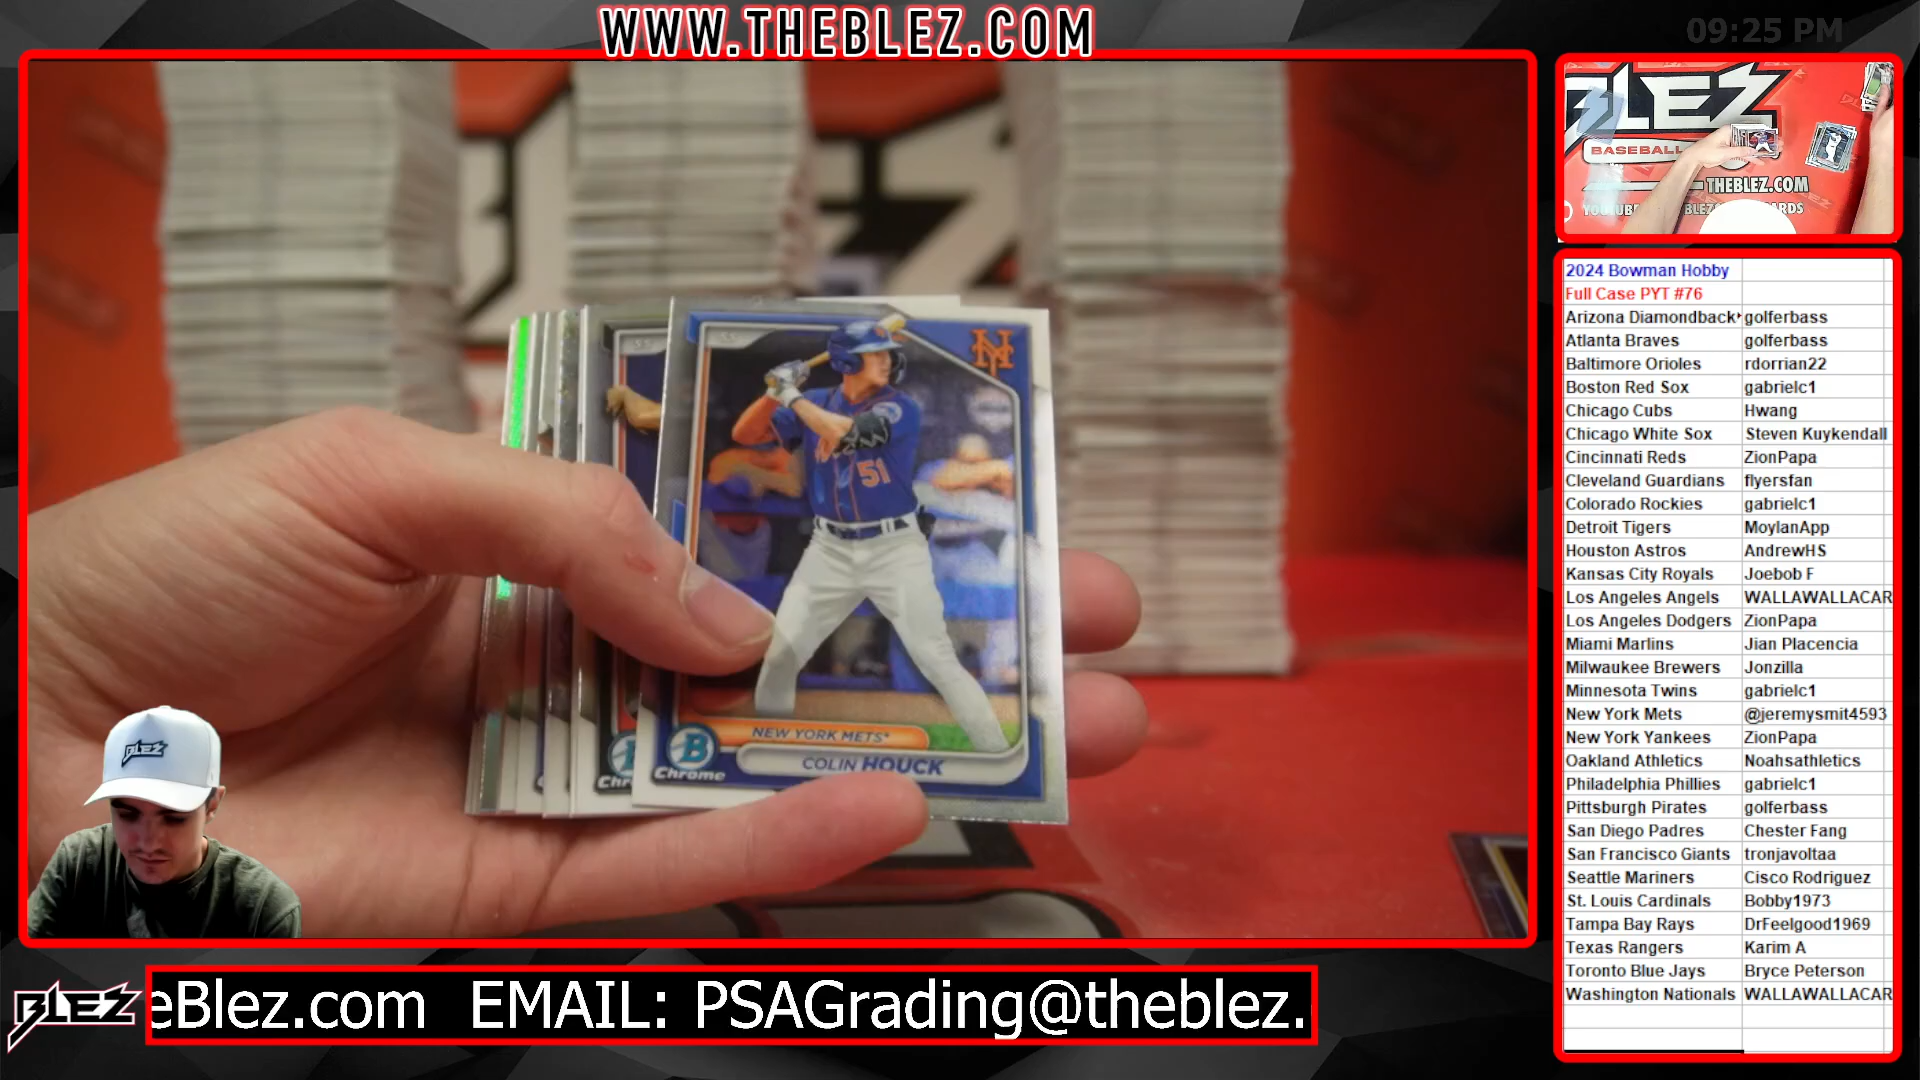 WWW.THEBLEZ.COM
09:25 PM
BLEZ
BASEBALL
THEBLEZ.COM
SS
51
NEW YORK METS*
COLIN HOUCK
B
Chrome
BLEZ
2024 Bowman Hobby
Full Case PYT #76
Arizona Diamondback golferbass
Atlanta Braves golferbass
Baltimore Orioles rdorrian22
Boston Red Sox gabrielc1
Chicago Cubs Hwang
Chicago White Sox Steven Kuykendall
Cincinnati Reds ZionPapa
Cleveland Guardians flyersfan
Colorado Rockies gabrielc1
Detroit Tigers MoylanApp
Houston Astros AndrewHS
Kansas City Royals Joebob F
Los Angeles Angels WALLAWALLACAR
Los Angeles Dodgers ZionPapa
Miami Marlins Jian Placencia
Milwaukee Brewers Jonzilla
Minnesota Twins gabrielc1
New York Mets @jeremysmit4593
New York Yankees ZionPapa
Oakland Athletics Noahsathletics
Philadelphia Phillies gabrielc1
Pittsburgh Pirates golferbass
San Diego Padres Chester Fang
San Francisco Giants tronjavoltaa
Seattle Mariners Cisco Rodriguez
St. Louis Cardinals Bobby1973
Tampa Bay Rays DrFeelgood1969
Texas Rangers Karim A
Toronto Blue Jays Bryce Peterson
Washington Nationals WALLAWALLACAR
BLEZ
eBlez.com EMAIL: PSAGrading@theblez.